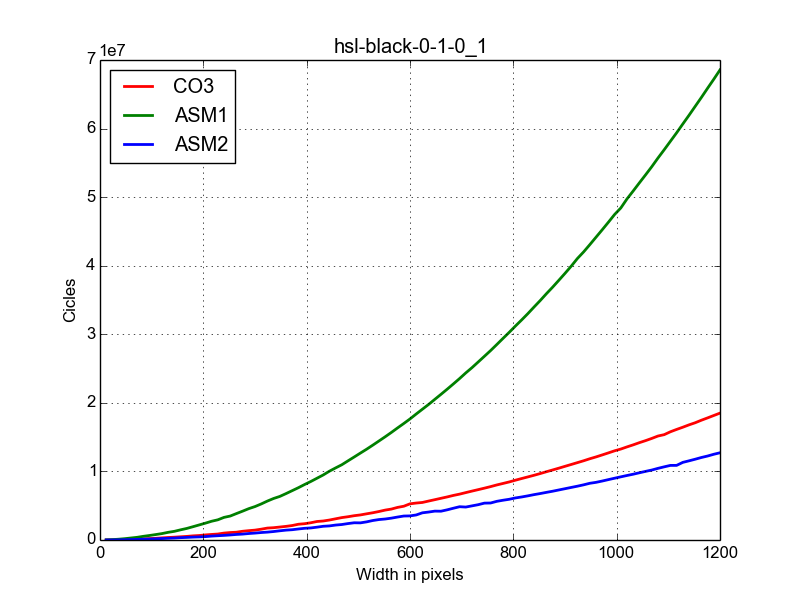 hsl-black-0-1-0_1
1e7
7
6
5
4
3
2
1
0
CO3
ASM1
ASM2
Cicles
0 200 400 600 800 1000 1200
Width in pixels